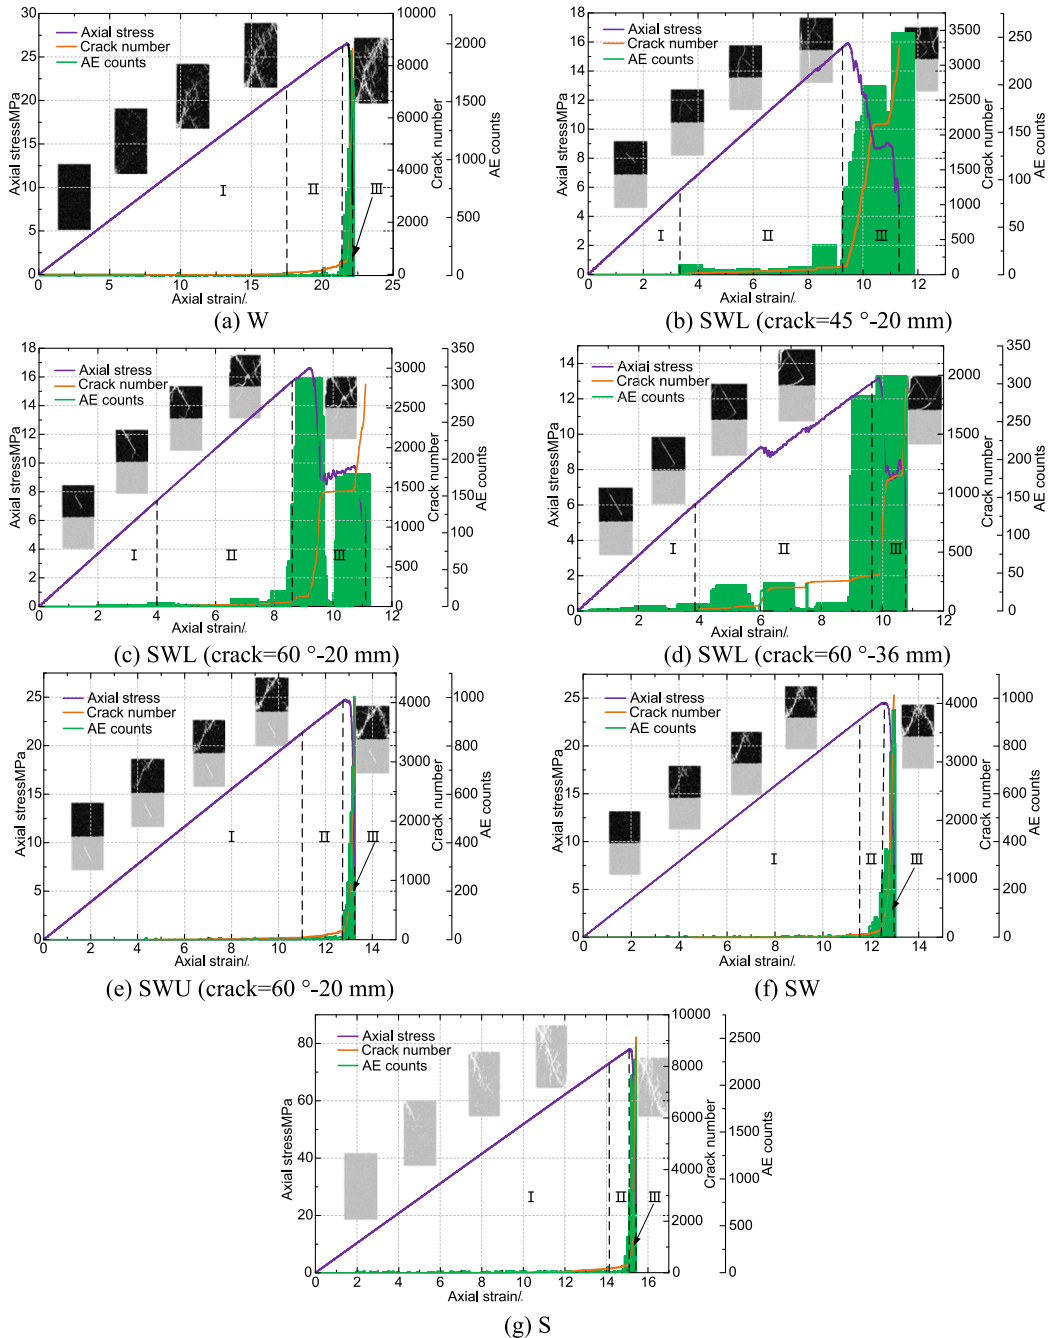 Axial stress
Crack number
AE counts
Axial stressMPa
30
25
20
15
10
5
0
0 5 10 15 20 25
Axial strain/.
10000
8000
6000
4000
2000
0
Crack number
2000
1500
1000
500
0
AE counts
Ⅰ Ⅱ Ⅲ
(a) W
Axial stress
Crack number
AE counts
Axial stressMPa
18
16
14
12
10
8
6
4
2
0
0 2 4 6 8 10 12
Axial strain/.
3500
3000
2500
2000
1500
1000
500
0
Crack number
250
200
150
100
50
0
AE counts
Ⅰ Ⅱ Ⅲ
(b) SWL (crack=45 °-20 mm)
Axial stress
Crack number
AE counts
Axial stressMPa
18
16
14
12
10
8
6
4
2
0
0 2 4 6 8 10 12
Axial strain/.
3000
2500
2000
1500
1000
500
0
Crack number
350
300
250
200
150
100
50
0
AE counts
Ⅰ Ⅱ Ⅲ
(c) SWL (crack=60 °-20 mm)
Axial stress
Crack number
AE counts
Axial stressMPa
14
12
10
8
6
4
2
0
0 2 4 6 8 10 12
Axial strain/.
2000
1500
1000
500
0
Crack number
350
300
250
200
150
100
50
0
AE counts
Ⅰ Ⅱ Ⅲ
(d) SWL (crack=60 °-36 mm)
Axial stress
Crack number
AE counts
Axial stressMPa
25
20
15
10
5
0
0 2 4 6 8 10 12 14
Axial strain/.
4000
3000
2000
1000
0
Crack number
1000
800
600
400
200
0
AE counts
Ⅰ Ⅱ Ⅲ
(e) SWU (crack=60 °-20 mm)
Axial stress
Crack number
AE counts
Axial stressMPa
25
20
15
10
5
0
0 2 4 6 8 10 12 14
Axial strain/.
4000
3000
2000
1000
0
Crack number
1000
800
600
400
200
0
AE counts
Ⅰ Ⅱ Ⅲ
(f) SW
Axial stress
Crack number
AE counts
Axial stressMPa
80
60
40
20
0
0 2 4 6 8 10 12 14 16
Axial strain/.
10000
8000
6000
4000
2000
0
Crack number
2500
2000
1500
1000
500
0
AE counts
Ⅰ Ⅱ Ⅲ
(g) S